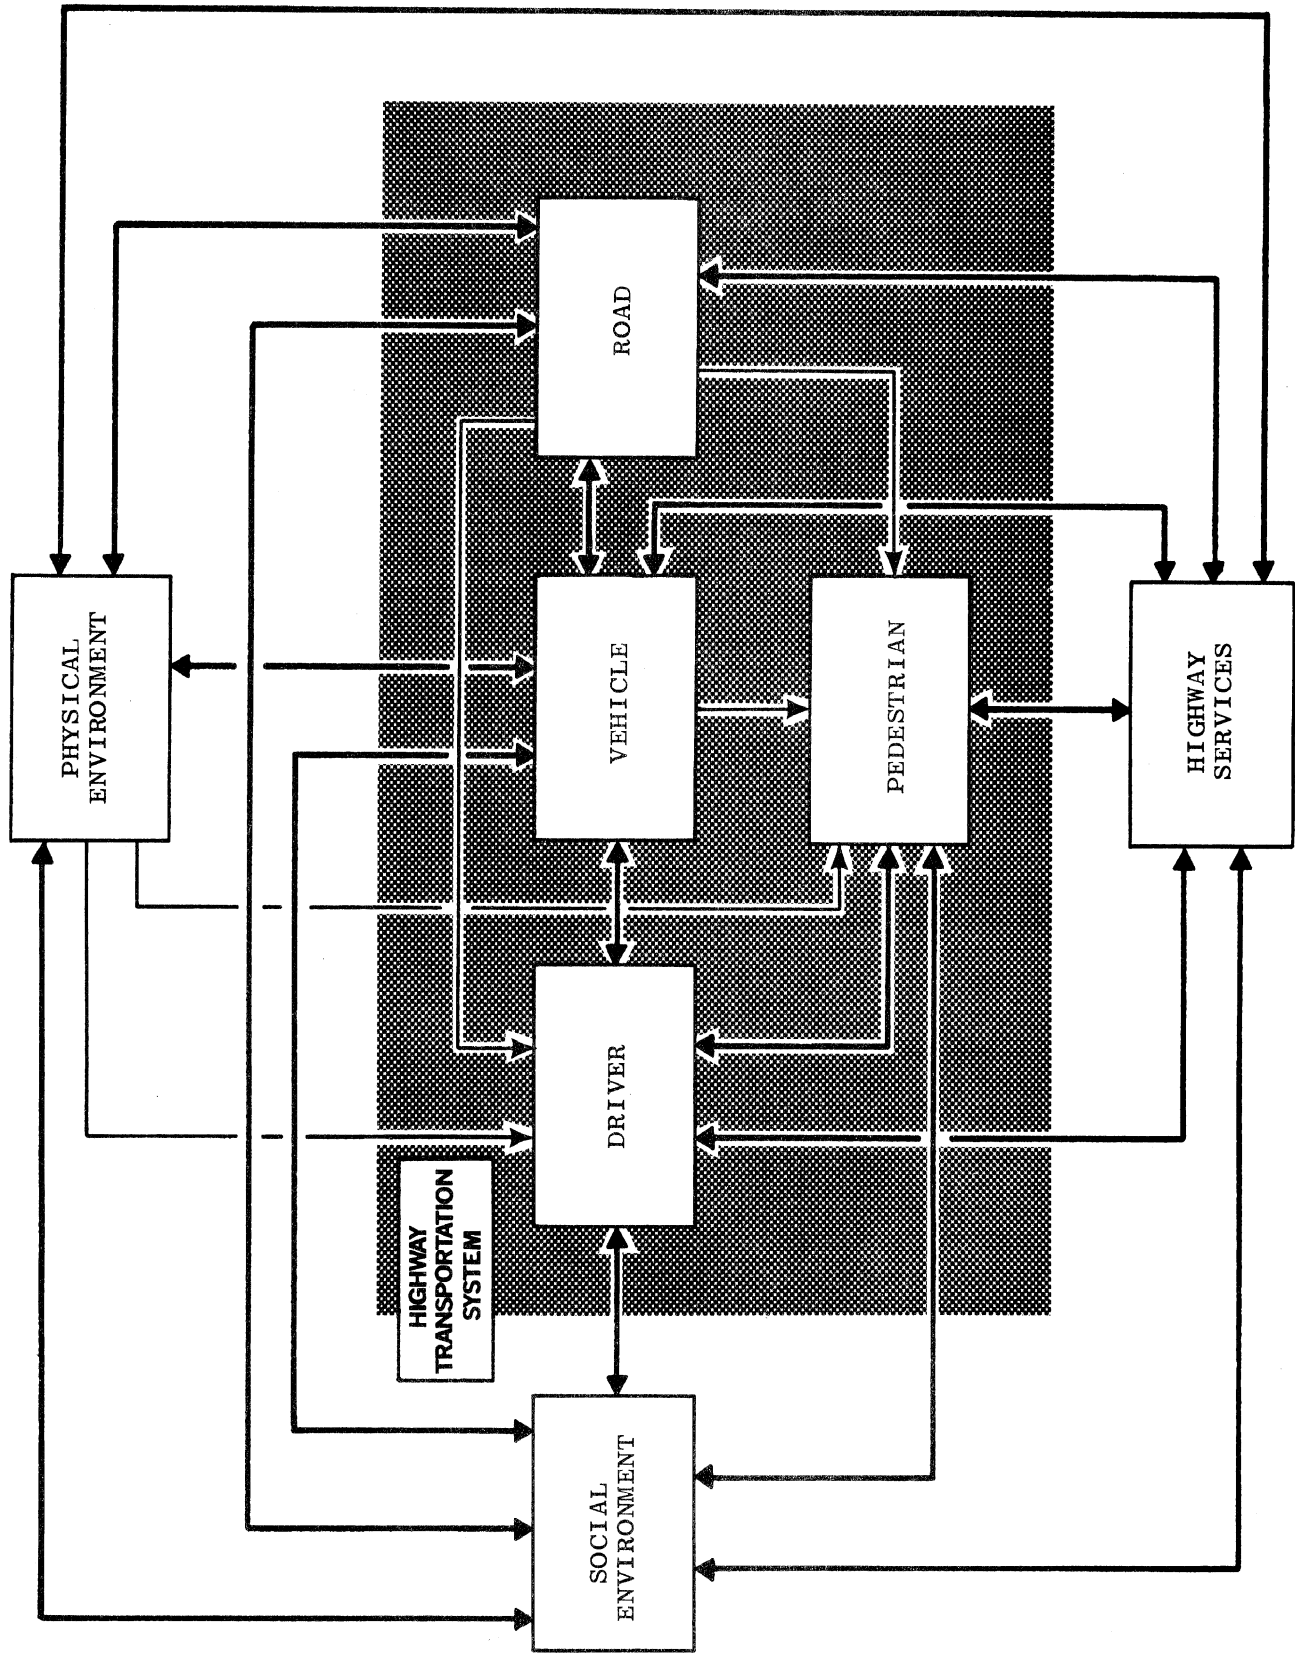 PHYSICAL
ENVIRONMENT
SOCIAL
ENVIRONMENT
HIGHWAY
TRANSPORTATION
SYSTEM
DRIVER
VEHICLE
ROAD
PEDESTRIAN
HIGHWAY
SERVICES